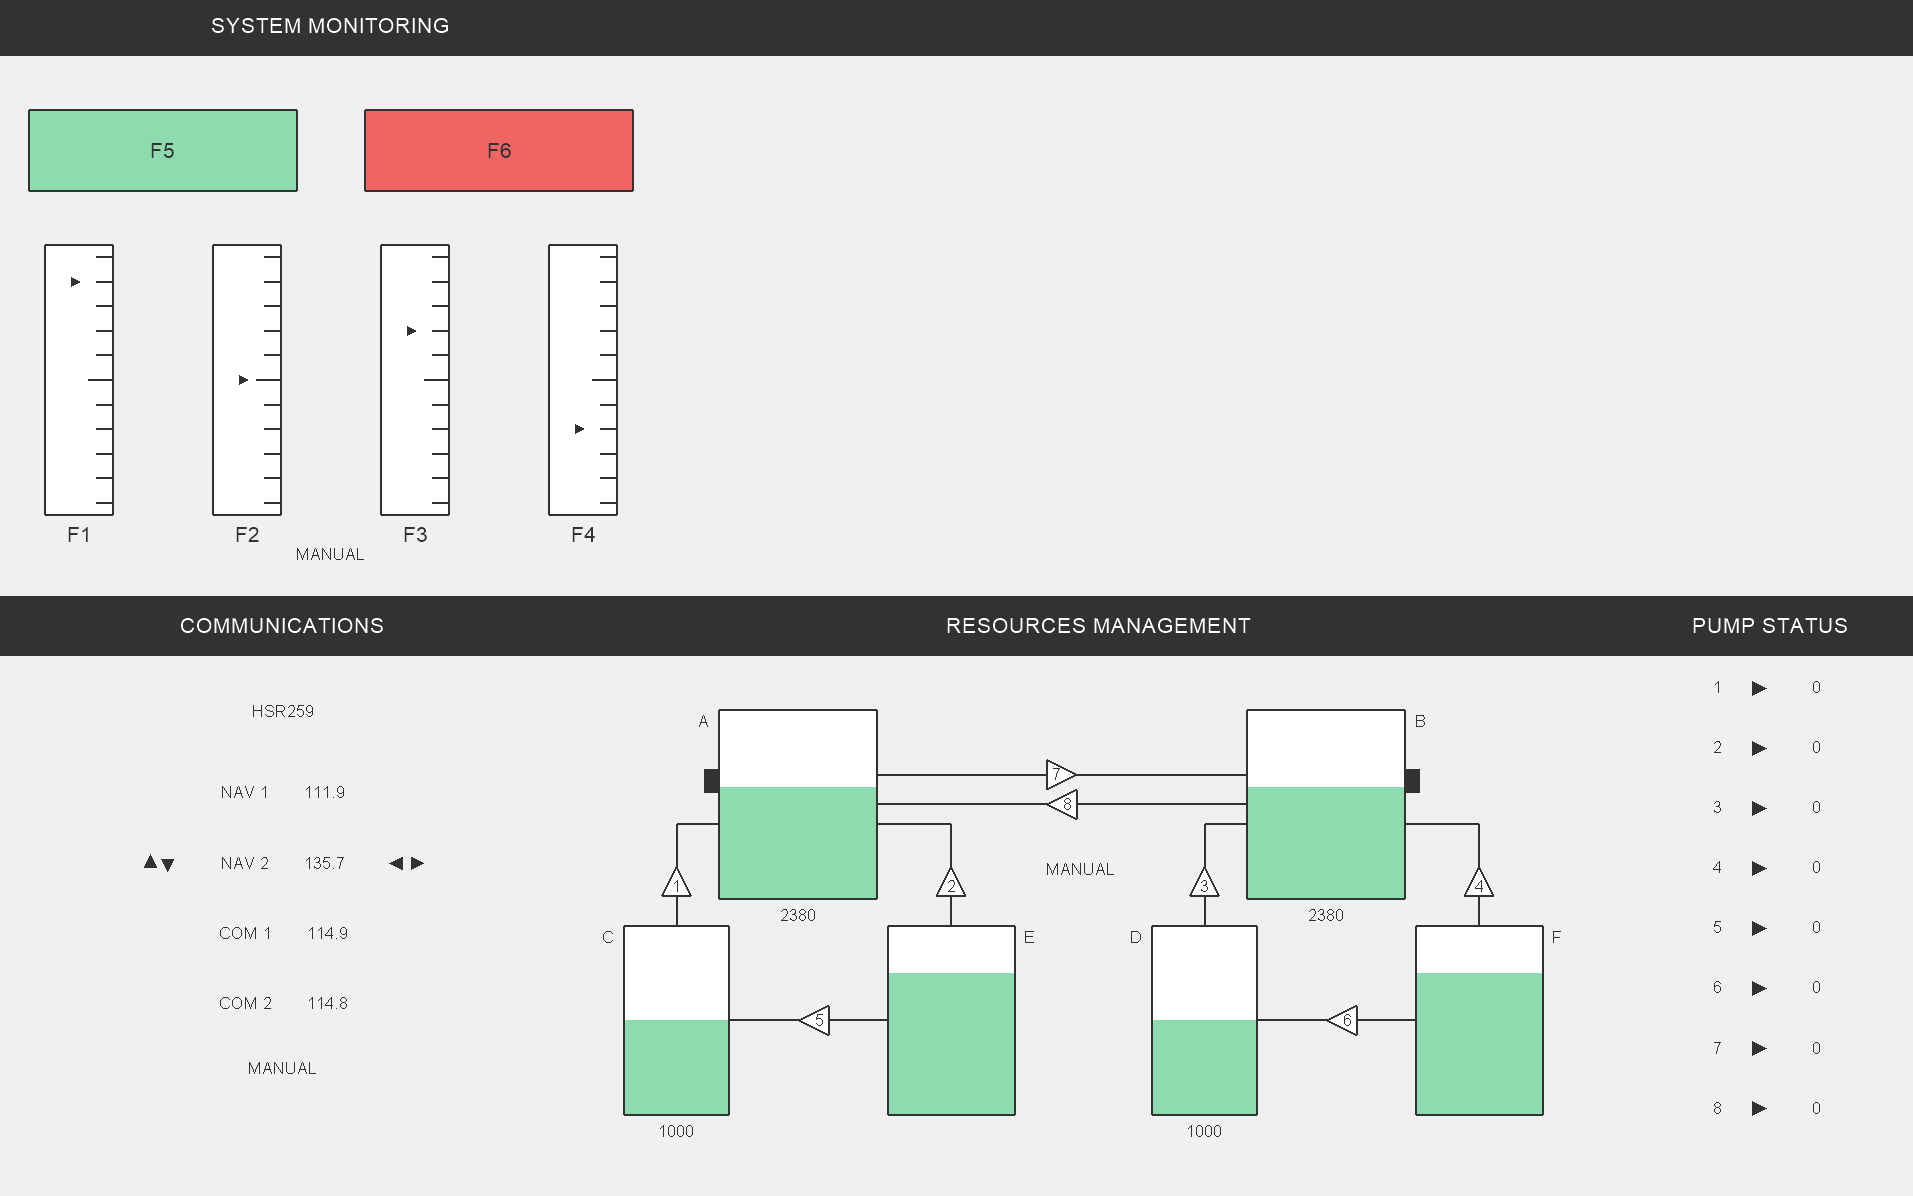 SYSTEM MONITORING
F5 F6
F1 F2 F3 F4
MANUAL
COMMUNICATIONS RESOURCES MANAGEMENT PUMP STATUS
HSR259
NAV 1 111.9
NAV 2 135.7
COM 1 114.9
COM 2 114.8
MANUAL
A B
7
8
MANUAL
1 2 3 4
2380 2380
C E D F
5 6
1000 1000
1 0
2 0
3 0
4 0
5 0
6 0
7 0
8 0